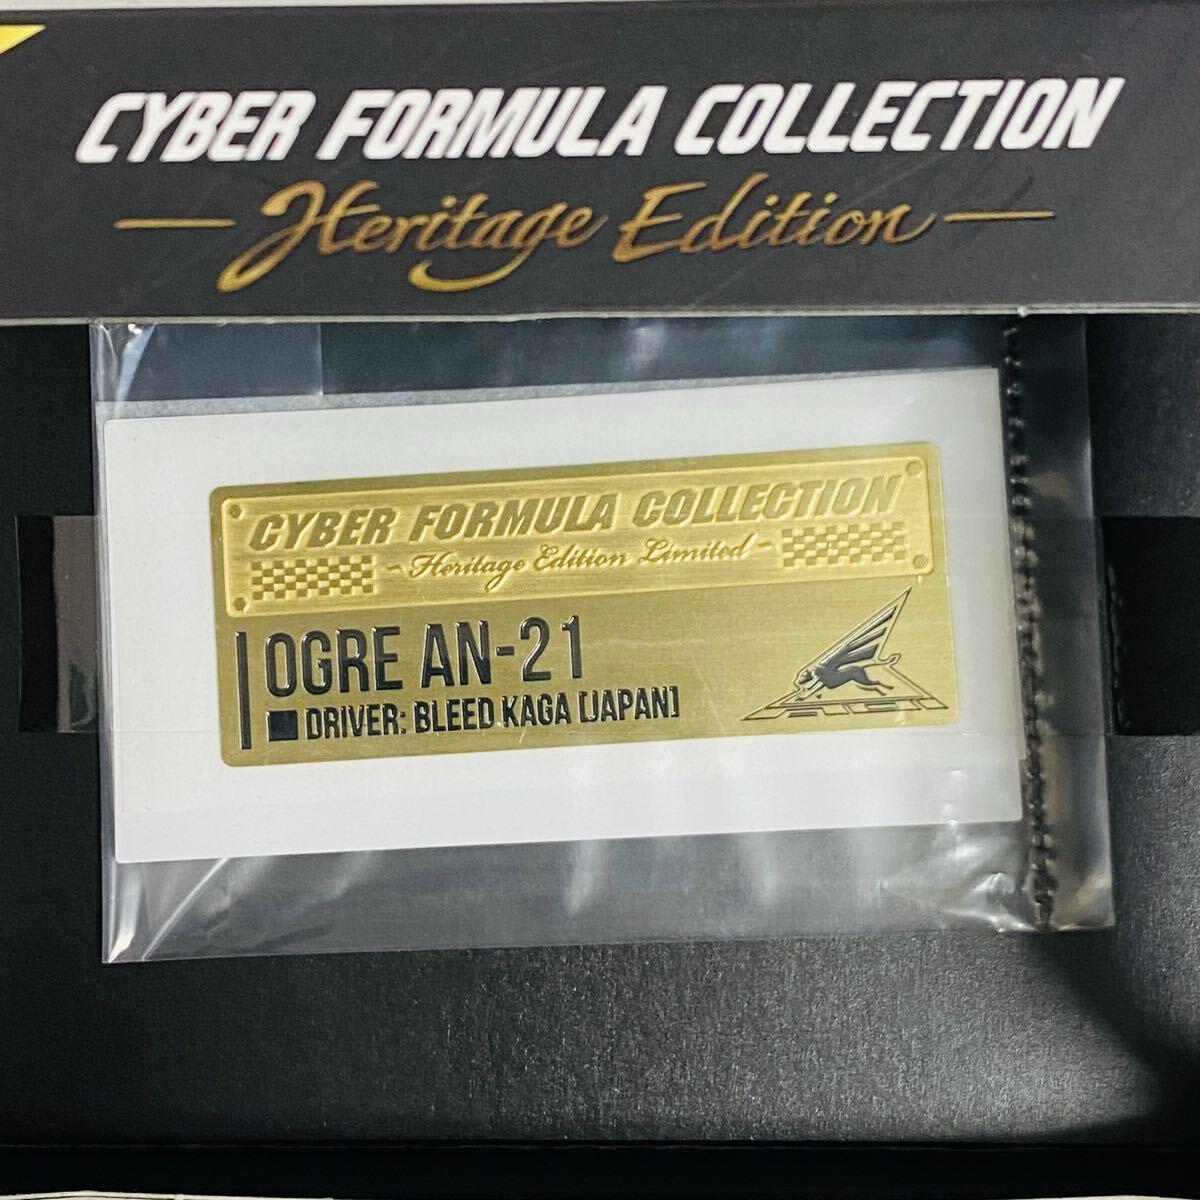 CYBER FORMULA COLLECTION
Heritage Edition
CYBER FORMULA COLLECTION
~Heritage Edition Limited~
OGRE AN-21
■DRIVER: BLEED KAGA [JAPAN]